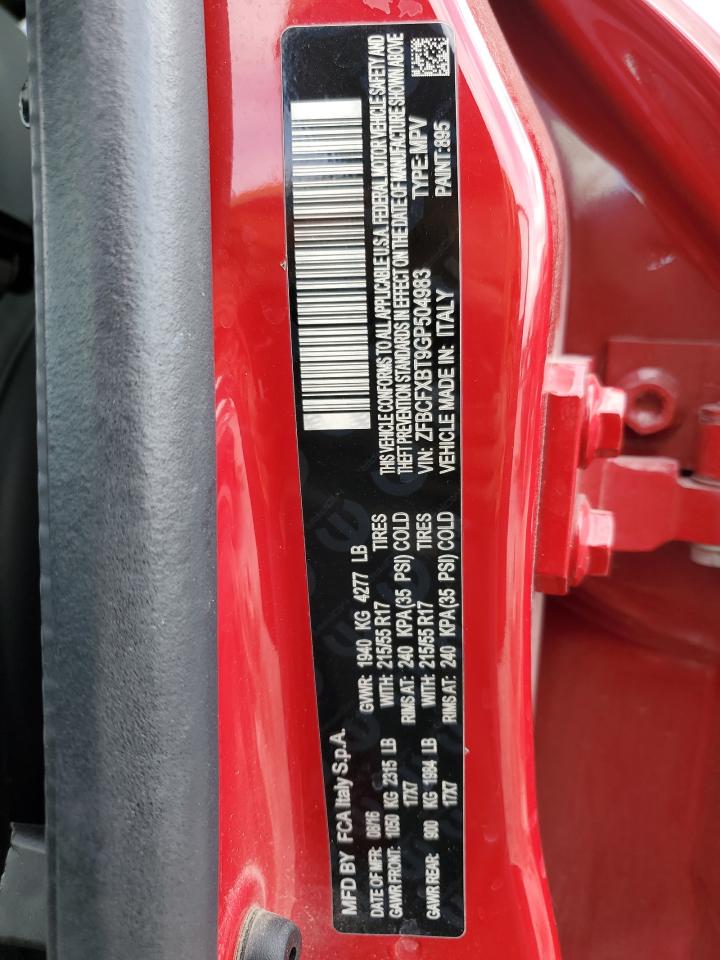 MFD BY FCA Italy S.p.A.
DATE OF MFR: 08/16 GVWR: 1940 KG 4277 LB
GAWR FRONT: 1050 KG 2315 LB WITH: 215/55 R17 TIRES
17X7 RIMS AT: 240 KPA(35 PSI) COLD
GAWR REAR: 900 KG 1984 LB WITH: 215/55 R17 TIRES
17X7 RIMS AT: 240 KPA(35 PSI) COLD
THIS VEHICLE CONFORMS TO ALL APPLICABLE U.S.A. FEDERAL MOTOR VEHICLE SAFETY AND
THEFT PREVENTION STANDARDS IN EFFECT ON THE DATE OF MANUFACTURE SHOWN ABOVE
VIN: ZFBCFXBT9GP504983 TYPE:MPV
VEHICLE MADE IN: ITALY PAINT:895